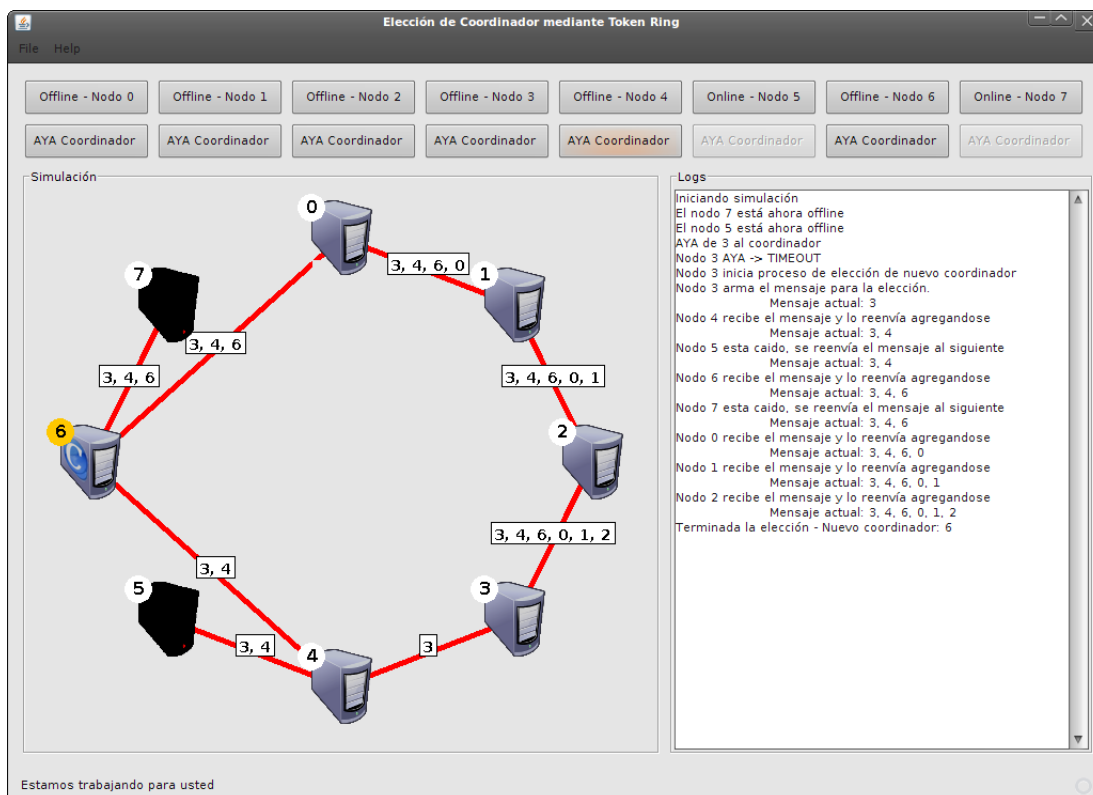 Elección de Coordinador mediante Token Ring
File Help
Offline - Nodo 0 Offline - Nodo 1 Offline - Nodo 2 Offline - Nodo 3 Offline - Nodo 4 Online - Nodo 5 Offline - Nodo 6 Online - Nodo 7
AYA Coordinador AYA Coordinador AYA Coordinador AYA Coordinador AYA Coordinador AYA Coordinador AYA Coordinador AYA Coordinador
Simulación
0
3, 4, 6, 0
1
7
3, 4, 6
3, 4, 6
3, 4, 6, 0, 1
6
C
2
3, 4, 6, 0, 1, 2
3, 4
5
3
3, 4
4
3
Logs
Iniciando simulación
El nodo 7 está ahora offline
El nodo 5 está ahora offline
AYA de 3 al coordinador
Nodo 3 AYA -> TIMEOUT
Nodo 3 inicia proceso de elección de nuevo coordinador
Nodo 3 arma el mensaje para la elección.
Mensaje actual: 3
Nodo 4 recibe el mensaje y lo reenvía agregandose
Mensaje actual: 3, 4
Nodo 5 esta caido, se reenvía el mensaje al siguiente
Mensaje actual: 3, 4
Nodo 6 recibe el mensaje y lo reenvía agregandose
Mensaje actual: 3, 4, 6
Nodo 7 esta caido, se reenvía el mensaje al siguiente
Mensaje actual: 3, 4, 6
Nodo 0 recibe el mensaje y lo reenvía agregandose
Mensaje actual: 3, 4, 6, 0
Nodo 1 recibe el mensaje y lo reenvía agregandose
Mensaje actual: 3, 4, 6, 0, 1
Nodo 2 recibe el mensaje y lo reenvía agregandose
Mensaje actual: 3, 4, 6, 0, 1, 2
Terminada la elección - Nuevo coordinador: 6
Estamos trabajando para usted